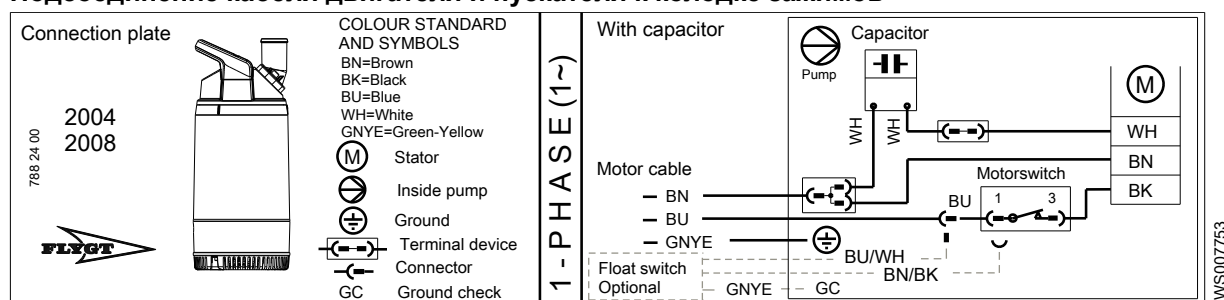 Connection plate
2004
2008
788 24 00
FLYGT
COLOUR STANDARD
AND SYMBOLS
BN=Brown
BK=Black
BU=Blue
WH=White
GNYE=Green-Yellow
M Stator
Inside pump
Ground
Terminal device
Connector
GC Ground check
1 - PHASE (1~)
With capacitor
Pump
Capacitor
WH
WH
M
WH
BN
BK
Motor cable
BN
BU
GNYE
Motorswitch
BU
1 3
BU/WH
BN/BK
Float switch
Optional
GNYE GC
WS007753